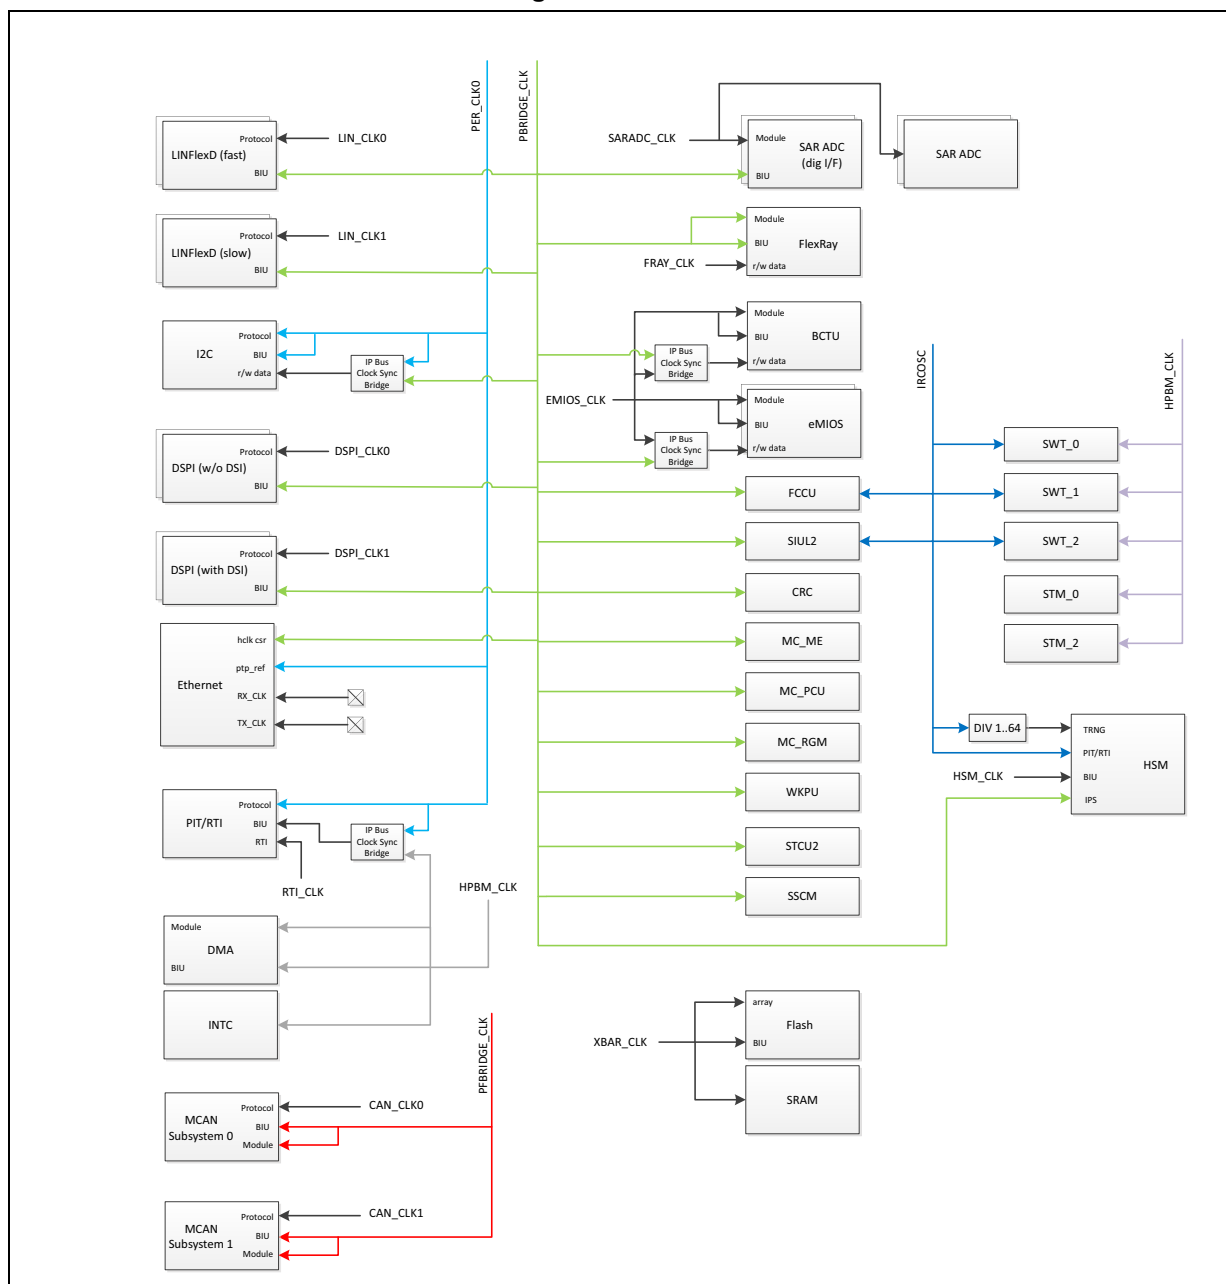 PER_CLK0
PBRIDGE_CLK
Protocol
LINFlexD (fast)
BIU
LIN_CLK0
SARADC_CLK
Module
SAR ADC
(dig I/F)
BIU
SAR ADC
Protocol
LINFlexD (slow)
BIU
LIN_CLK1
Module
FlexRay
BIU
r/w data
FRAY_CLK
Protocol
I2C
BIU
r/w data
IP Bus
Clock Sync
Bridge
Module
BCTU
BIU
r/w data
IP Bus
Clock Sync
Bridge
IRCOSC
HPBM_CLK
EMIOS_CLK
Module
eMIOS
BIU
r/w data
IP Bus
Clock Sync
Bridge
Protocol
DSPI (w/o DSI)
BIU
DSPI_CLK0
SWT_0
FCCU
SWT_1
SIUL2
SWT_2
Protocol
DSPI (with DSI)
BIU
DSPI_CLK1
CRC
STM_0
MC_ME
STM_2
hclk csr
ptp_ref
Ethernet
RX_CLK
TX_CLK
MC_PCU
MC_RGM
DIV 1..64
TRNG
PIT/RTI
HSM
BIU
IPS
HSM_CLK
WKPU
Protocol
PIT/RTI
BIU
RTI
IP Bus
Clock Sync
Bridge
STCU2
RTI_CLK
HPBM_CLK
SSCM
Module
DMA
BIU
INTC
PFBRIDGE_CLK
XBAR_CLK
array
Flash
BIU
SRAM
Protocol
MCAN
Subsystem 0
BIU
Module
CAN_CLK0
Protocol
MCAN
Subsystem 1
BIU
Module
CAN_CLK1